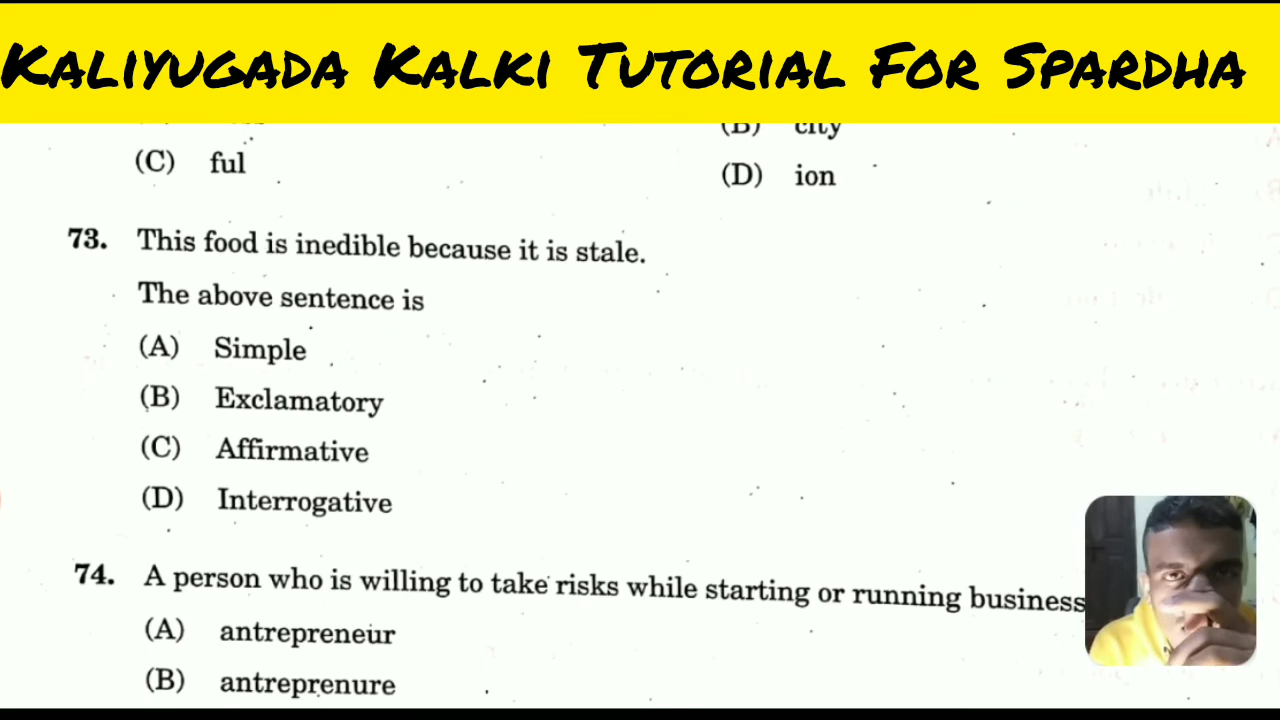 KALIYUGADA KALKI TUTORIAL FOR SPARDHA
(B) city
(C) ful
(D) ion
73. This food is inedible because it is stale.
The above sentence is
(A) Simple
(B) Exclamatory
(C) Affirmative
(D) Interrogative
74. A person who is willing to take risks while starting or running business
(A) antrepreneur
(B) antreprenure